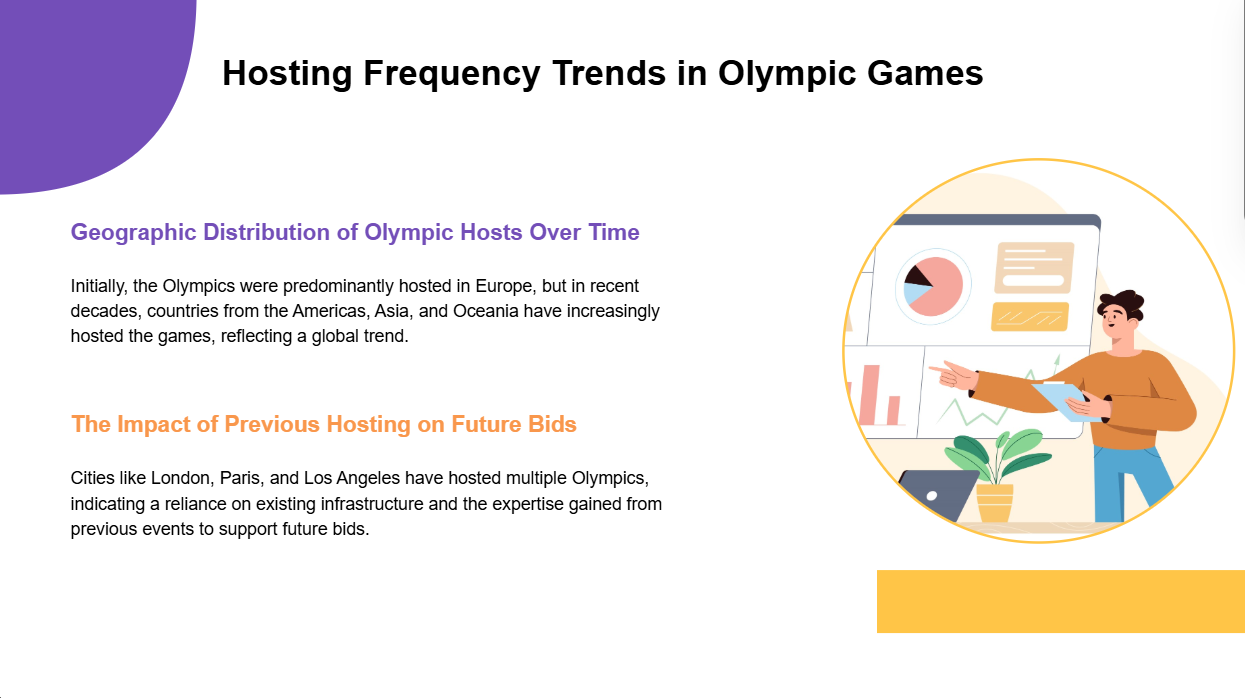 Hosting Frequency Trends in Olympic Games
Geographic Distribution of Olympic Hosts Over Time
Initially, the Olympics were predominantly hosted in Europe, but in recent
decades, countries from the Americas, Asia, and Oceania have increasingly
hosted the games, reflecting a global trend.
The Impact of Previous Hosting on Future Bids
Cities like London, Paris, and Los Angeles have hosted multiple Olympics,
indicating a reliance on existing infrastructure and the expertise gained from
previous events to support future bids.